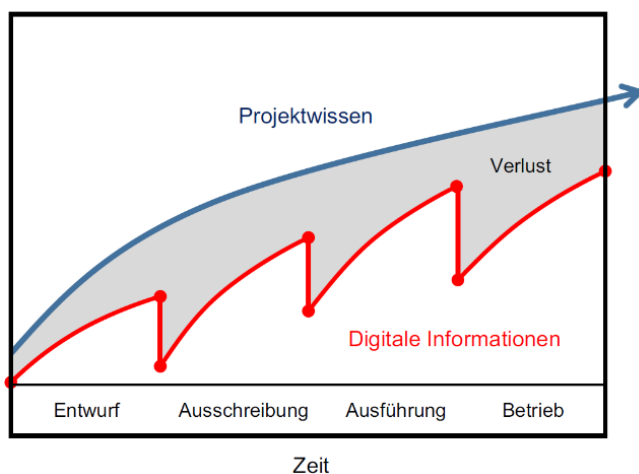 Projektwissen
Verlust
Digitale Informationen
Entwurf Ausschreibung Ausführung Betrieb
Zeit